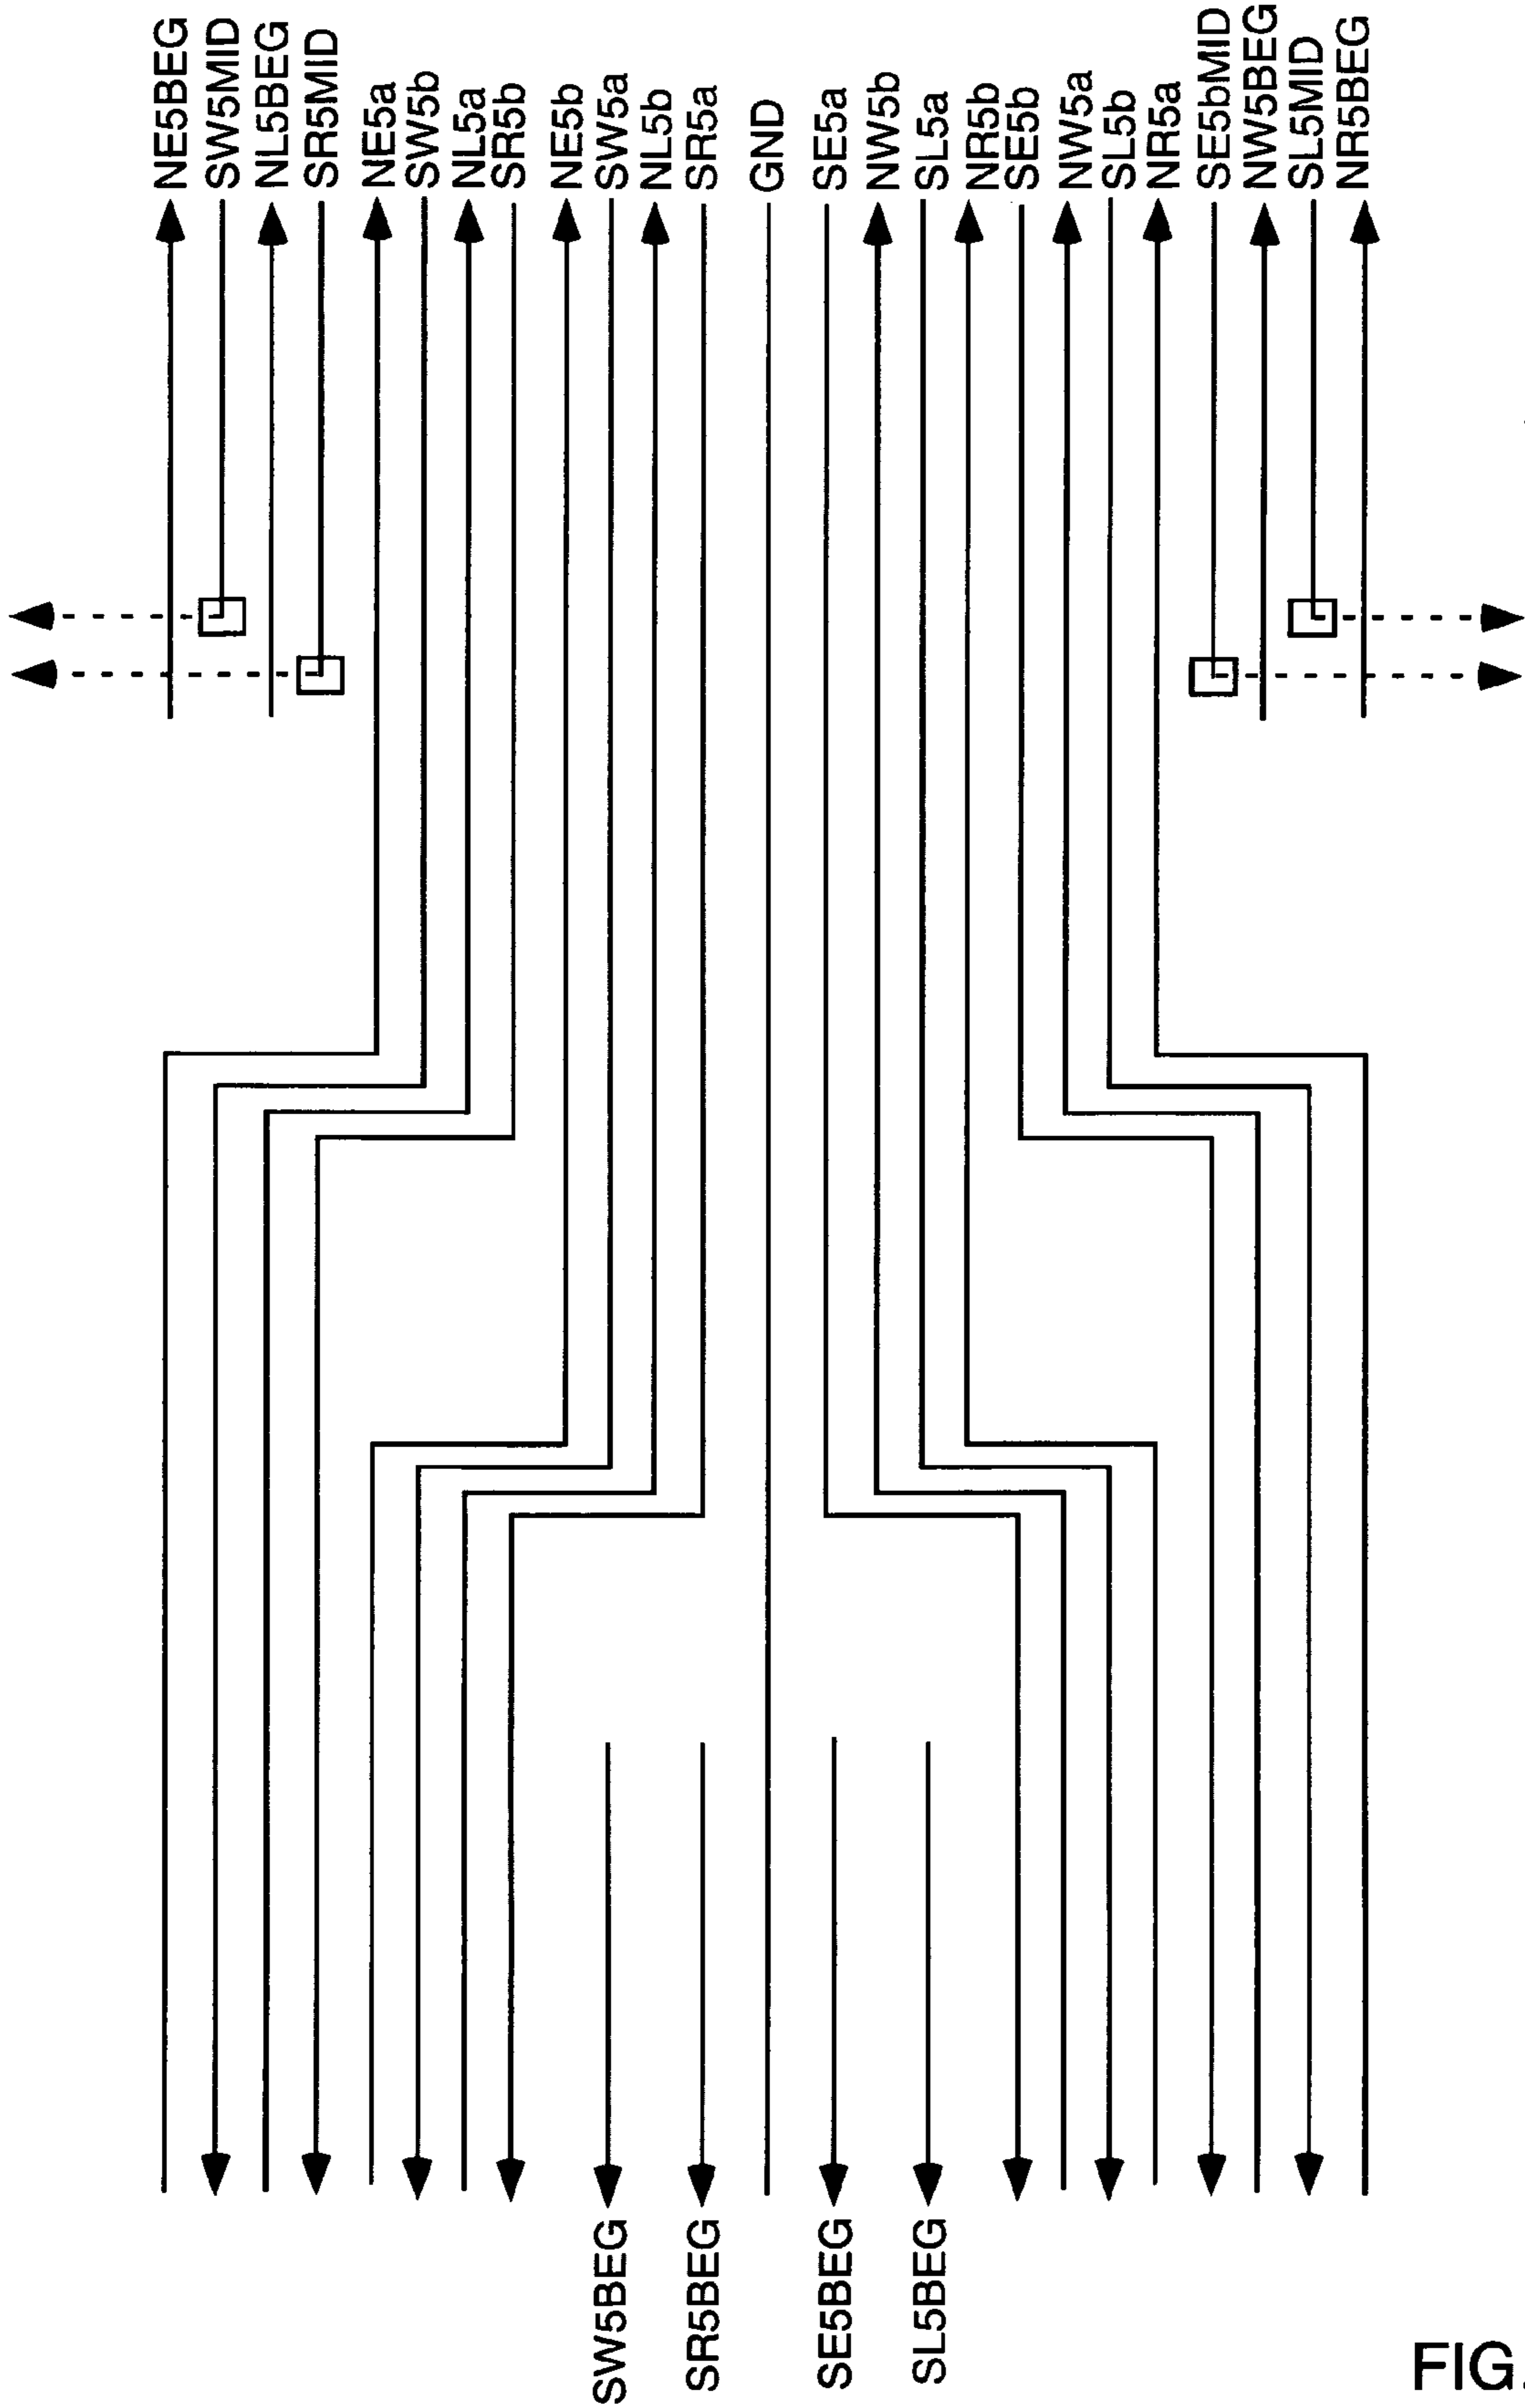 NE5BEG
SW5MID
NL5BEG
SR5MID
NE5a
SW5b
NL5a
SR5b
NE5b
SW5a
NL5b
SR5a
GND
SE5a
NW5b
SL5a
NR5b
SE5b
NW5a
SL5b
NR5a
SE5bMID
NW5BEG
SL5MID
NR5BEG
SW5BEG
SR5BEG
SE5BEG
SL5BEG
FIG.